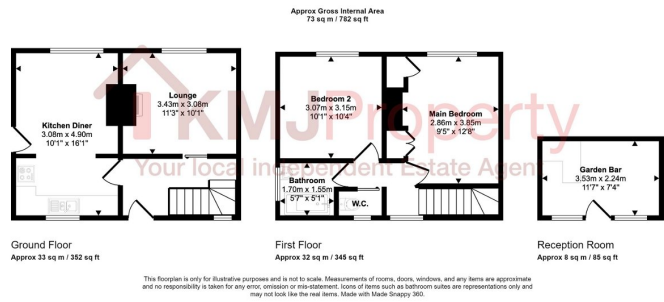 Approx Gross Internal Area
73 sq m / 782 sq ft
Kitchen Diner
3.08m x 4.90m
10'1" x 16'1"
Lounge
3.43m x 3.08m
11'3" x 10'1"
Bedroom 2
3.07m x 3.15m
10'1" x 10'4"
Main Bedroom
2.86m x 3.85m
9'5" x 12'8"
Bathroom
1.70m x 1.55m
5'7" x 5'1"
W.C.
Garden Bar
3.53m x 2.24m
11'7" x 7'4"
KMJ Property
Your local independent Estate Agent
Ground Floor
Approx 33 sq m / 352 sq ft
First Floor
Approx 32 sq m / 345 sq ft
Reception Room
Approx 8 sq m / 85 sq ft
This floorplan is only for illustrative purposes and is not to scale. Measurements of rooms, doors, windows, and any items are approximate
and no responsibility is taken for any error, omission or mis-statement. Icons of items such as bathroom suites are representations only and
may not look like the real items. Made with Made Snappy 360.